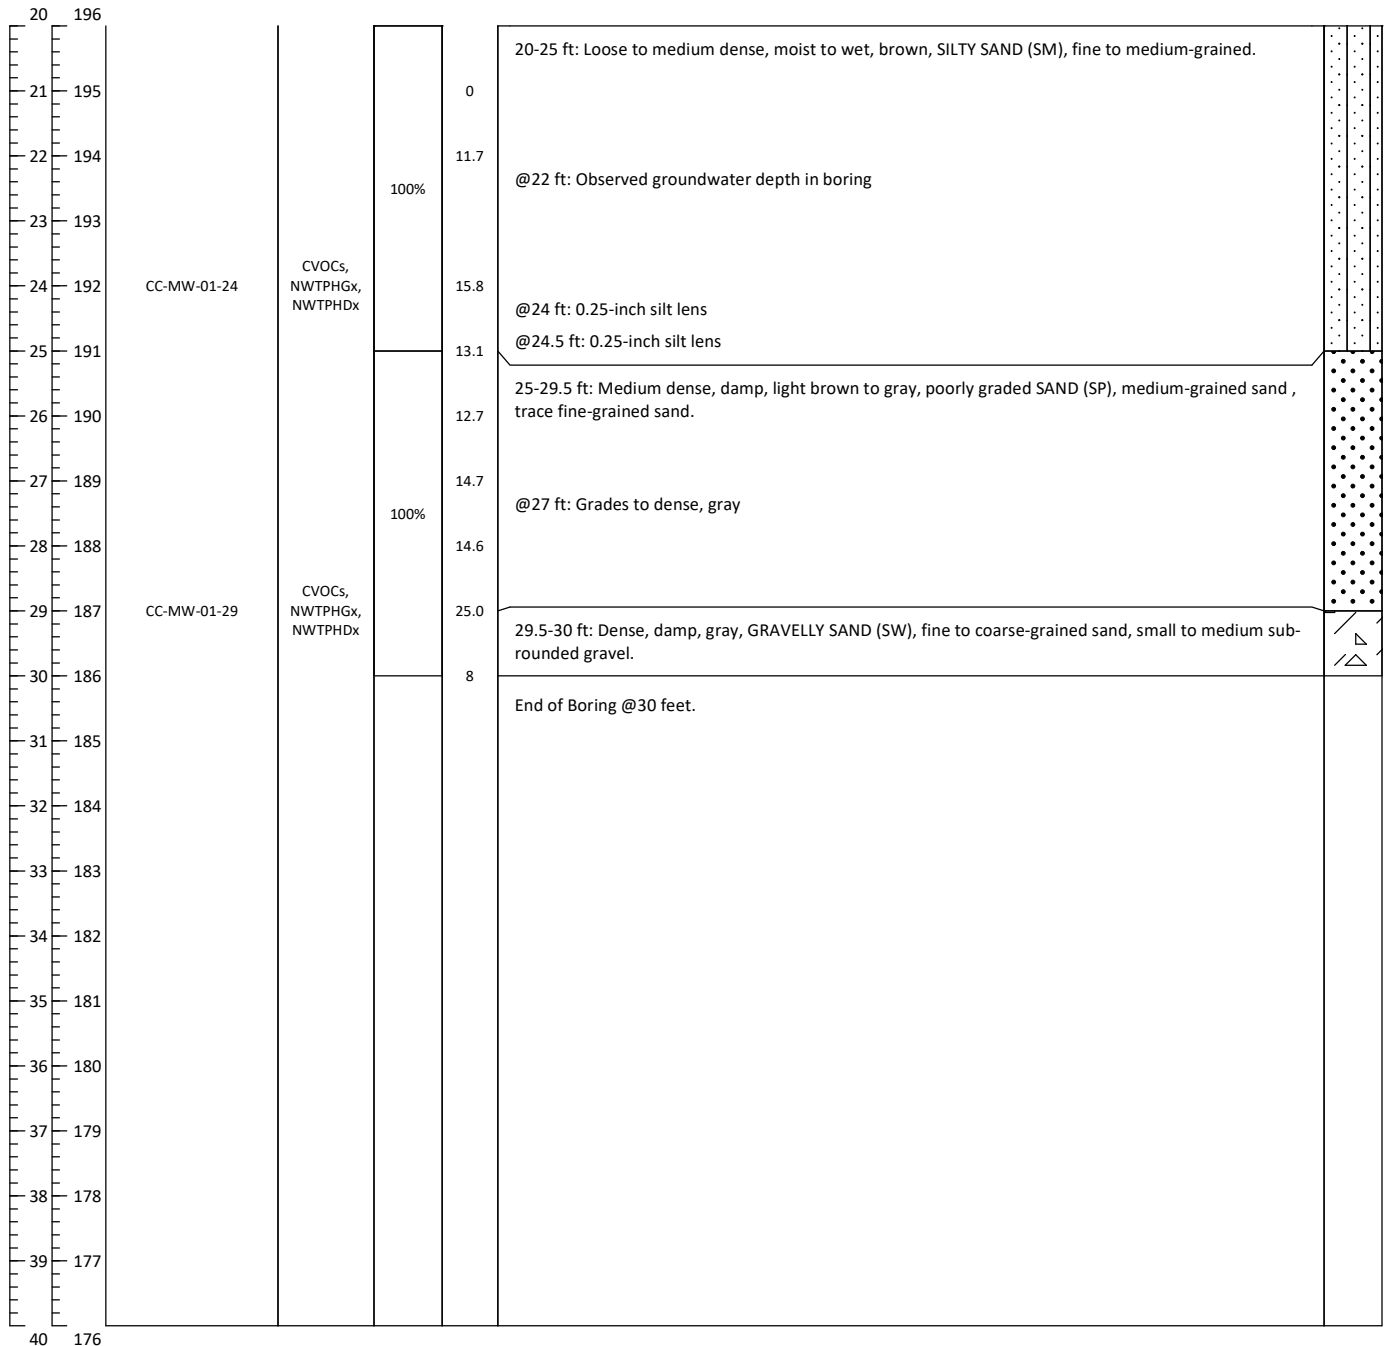 20 196
20-25 ft: Loose to medium dense, moist to wet, brown, SILTY SAND (SM), fine to medium-grained.
21 195 0
22 194 11.7
@22 ft: Observed groundwater depth in boring
100%
23 193
CVOCs,
24 192 CC-MW-01-24 NWTPHGx, 15.8
NWTPHDx
@24 ft: 0.25-inch silt lens
@24.5 ft: 0.25-inch silt lens
25 191 13.1
25-29.5 ft: Medium dense, damp, light brown to gray, poorly graded SAND (SP), medium-grained sand ,
trace fine-grained sand.
26 190 12.7
27 189 14.7
@27 ft: Grades to dense, gray
100%
28 188 14.6
CVOCs,
29 187 CC-MW-01-29 NWTPHGx, 25.0
NWTPHDx
29.5-30 ft: Dense, damp, gray, GRAVELLY SAND (SW), fine to coarse-grained sand, small to medium sub-
rounded gravel.
30 186 8
End of Boring @30 feet.
31 185
32 184
33 183
34 182
35 181
36 180
37 179
38 178
39 177
40 176